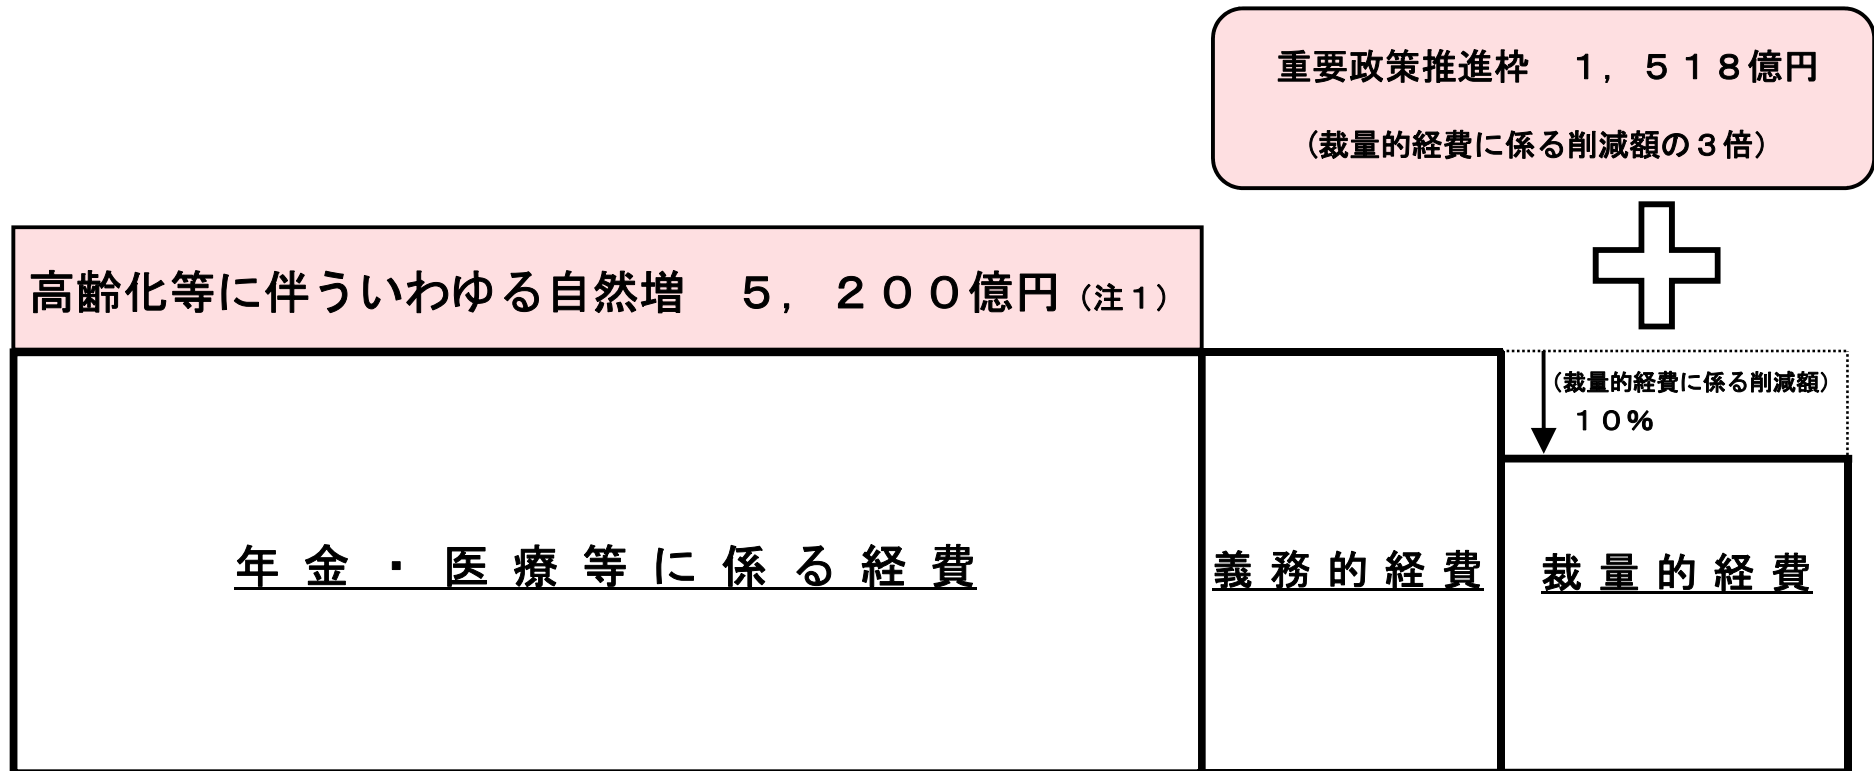 重要政策推進枠　１，５１８億円
（裁量的経費に係る削減額の３倍）
高齢化等に伴ういわゆる自然増　５，２００億円（注１）
（裁量的経費に係る削減額）
１０％
年金・医療等に係る経費
義務的経費
裁量的経費